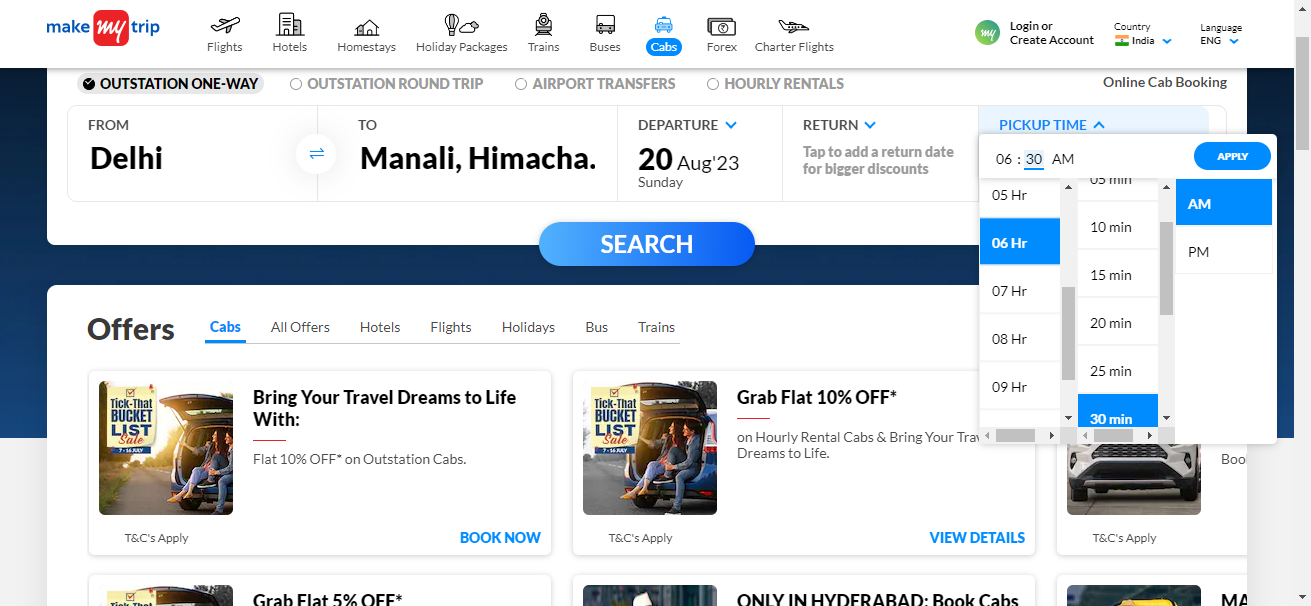 make my trip
Flights
Hotels
Homestays
Holiday Packages
Trains
Buses
Cabs
Forex
Charter Flights
my
Login or
Create Account
Country
India
Language
ENG
OUTSTATION ONE-WAY
OUTSTATION ROUND TRIP
AIRPORT TRANSFERS
HOURLY RENTALS
Online Cab Booking
FROM
Delhi
TO
Manali, Himacha.
DEPARTURE
20 Aug'23
Sunday
RETURN
Tap to add a return date
for bigger discounts
PICKUP TIME
06 : 30 AM
APPLY
05 Hr
06 Hr
07 Hr
08 Hr
09 Hr
05 min
10 min
15 min
20 min
25 min
30 min
AM
PM
SEARCH
Offers
Cabs
All Offers
Hotels
Flights
Holidays
Bus
Trains
TICK-THAT
BUCKET
LIST
Sale
7 - 16 JULY
Bring Your Travel Dreams to Life
With:
Flat 10% OFF* on Outstation Cabs.
T&C's Apply
BOOK NOW
TICK-THAT
BUCKET
LIST
Sale
7 - 16 JULY
Grab Flat 10% OFF*
on Hourly Rental Cabs & Bring Your Trav
Dreams to Life.
T&C's Apply
VIEW DETAILS
Boo
T&C's Apply
Tick-That
Grab Flat 5% OFF*
ONLY IN HYDERABAD: Book Cabs
MA